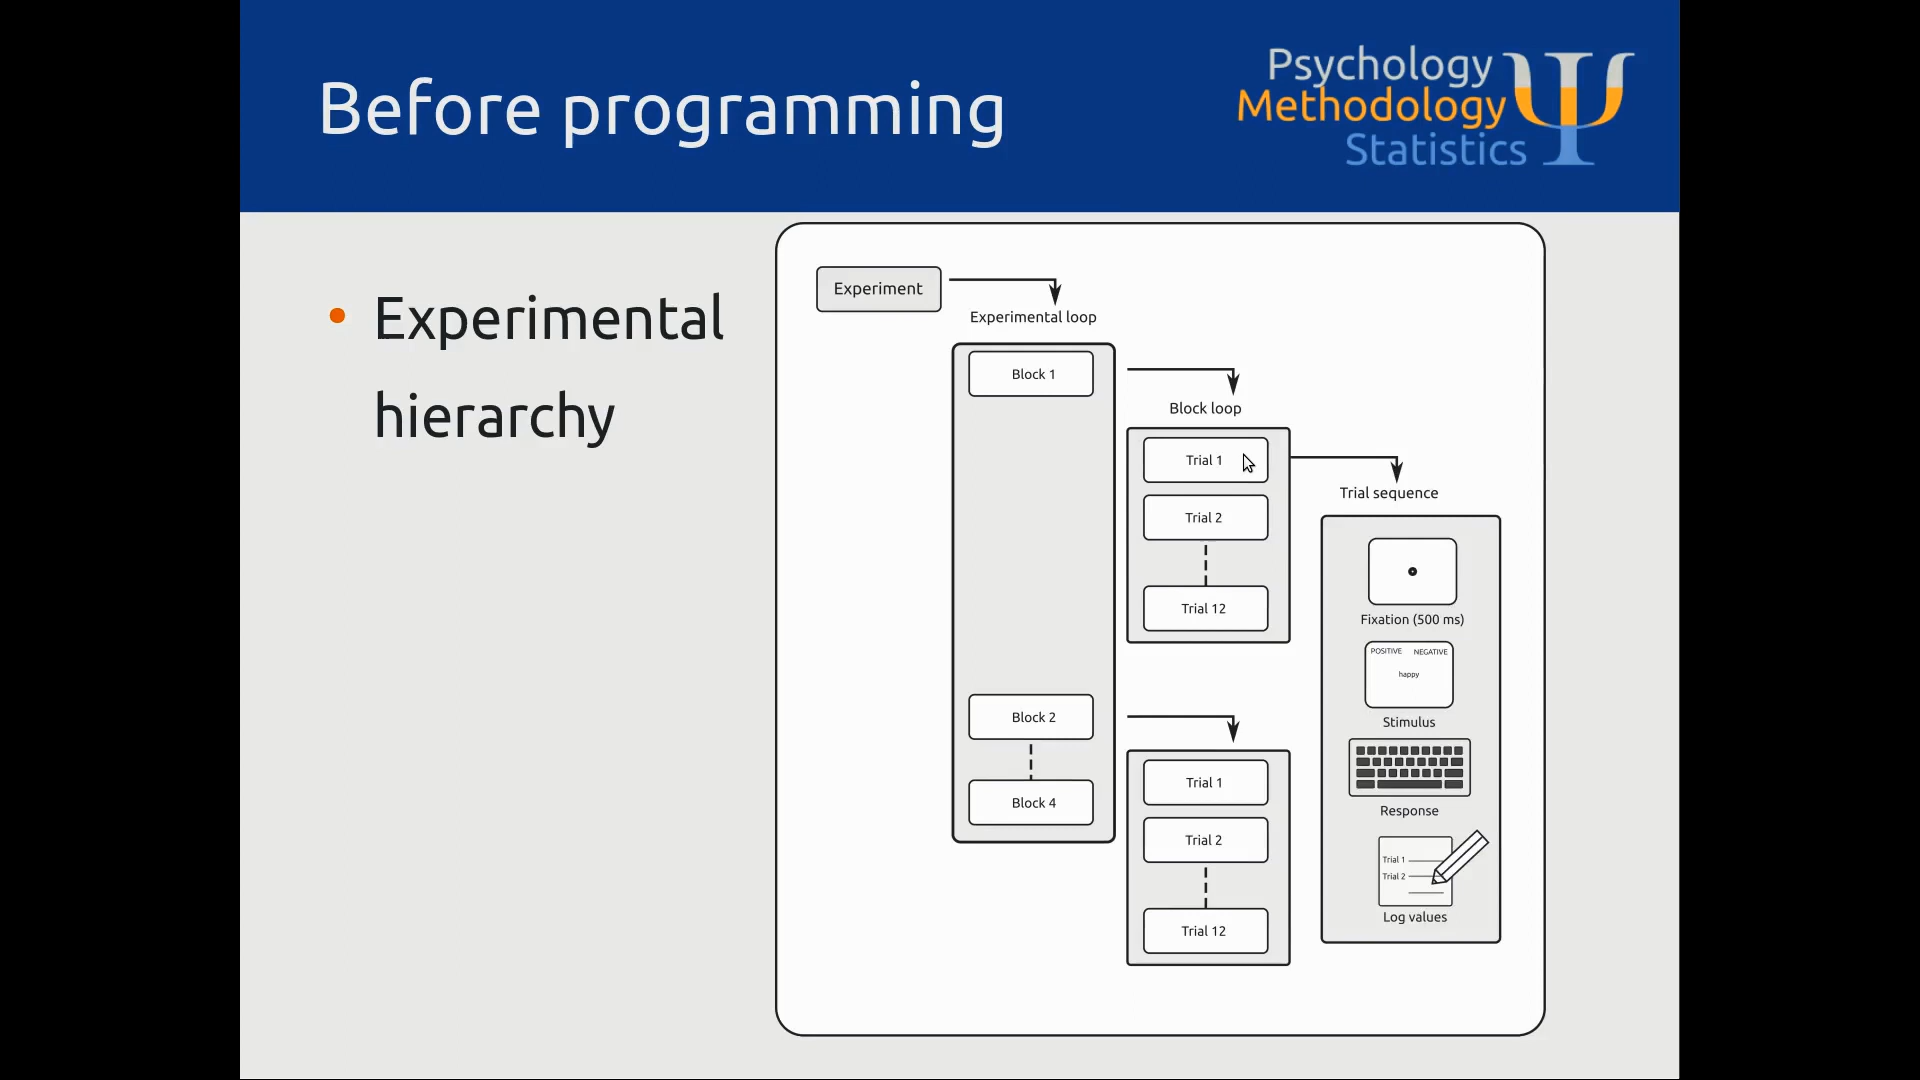 Before programming
Psychology
Methodology
Statistics
Experimental
hierarchy
Experiment
Experimental loop
Block 1
Block loop
Trial 1
Trial 2
Trial 12
Trial sequence
Fixation (500 ms)
POSITIVE NEGATIVE
happy
Stimulus
Response
Trial 1
Trial 2
Log values
Block 2
Block 4
Trial 1
Trial 2
Trial 12